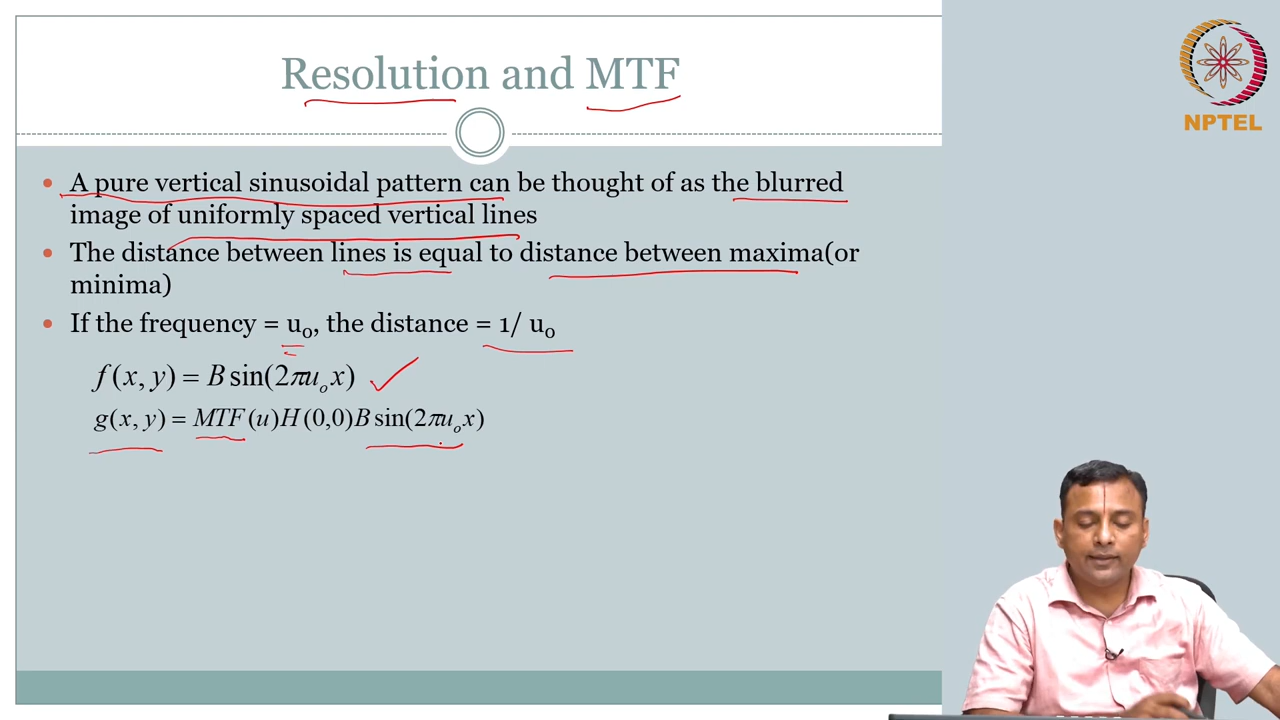 Resolution and MTF
NPTEL
• A pure vertical sinusoidal pattern can be thought of as the blurred
image of uniformly spaced vertical lines
• The distance between lines is equal to distance between maxima(or
minima)
• If the frequency = u₀, the distance = 1/ u₀
f(x, y) = B sin(2πu₀x)
g(x, y) = MTF(u)H(0,0)B sin(2πu₀x)